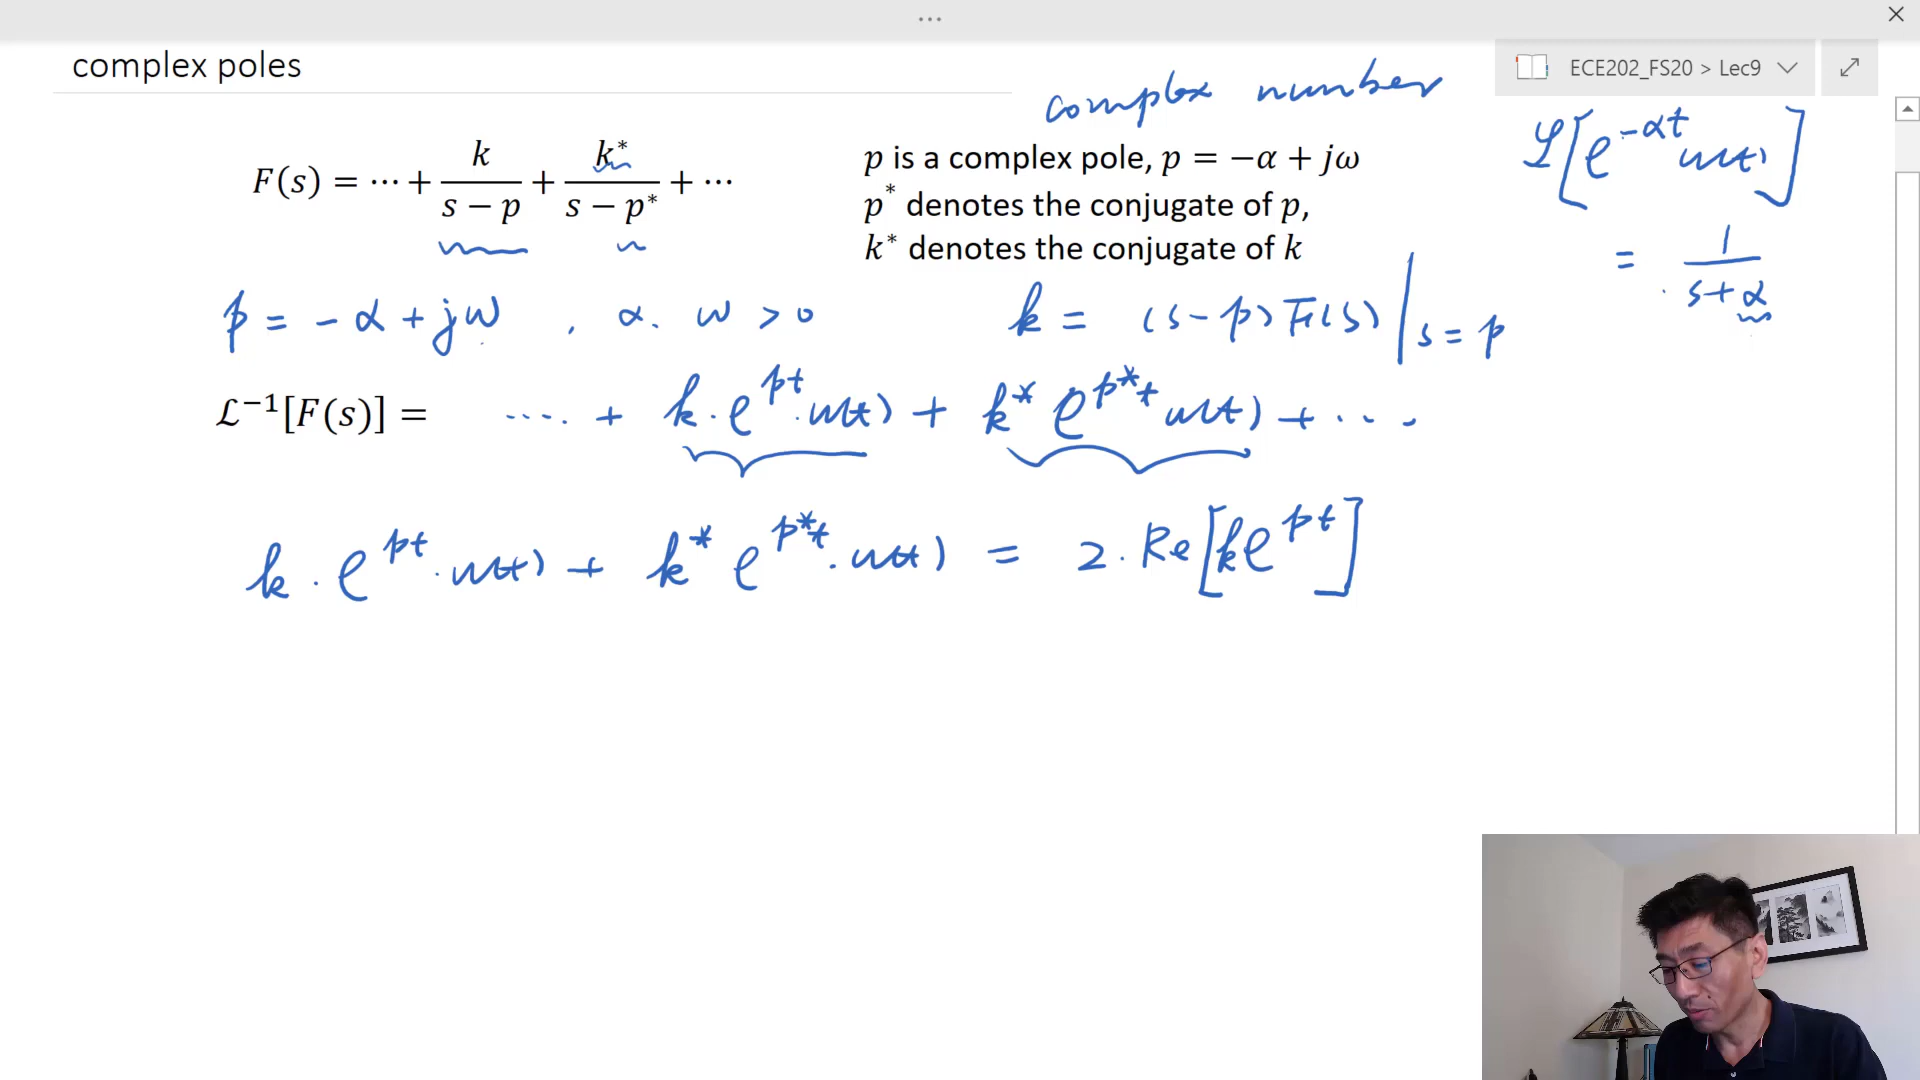 complex poles
ECE202_FS20 > Lec9
complex number
F(s) = ⋯ + k/(s − p) + k*/(s − p*) + ⋯
p is a complex pole, p = −α + jω
p* denotes the conjugate of p,
k* denotes the conjugate of k
ℒ[e^{-αt} u(t)]
= 1/(s+α)
p = -α + jω , α. ω > 0
k = (s-p) F(s) |_{s=p}
ℒ^{−1}[F(s)] = .... + k·e^{pt}·u(t) + k* e^{p*t} u(t) + ...
k · e^{pt}·u(t) + k* e^{p*t}·u(t) = 2·Re[k e^{pt}]